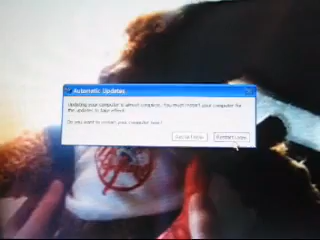 Automatic Updates
Updating your computer is almost complete. You must restart your computer for
the updates to take effect.
Do you want to restart your computer now?
Restart Later
Restart Now